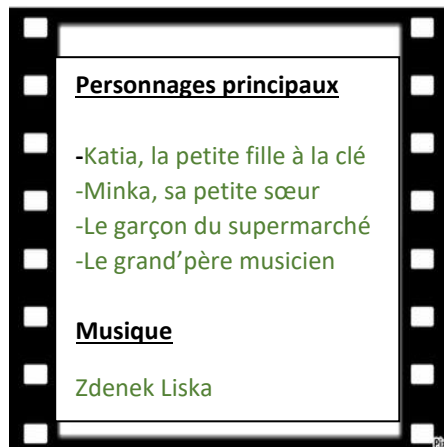 Personnages principaux
-Katia, la petite fille à la clé
-Minka, sa petite sœur
-Le garçon du supermarché
-Le grand'père musicien
Musique
Zdenek Liska